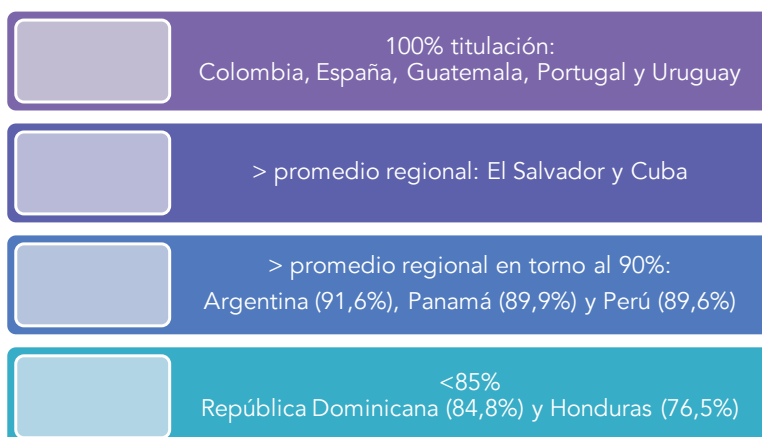 100% titulación:
Colombia, España, Guatemala, Portugal y Uruguay
> promedio regional: El Salvador y Cuba
> promedio regional en torno al 90%:
Argentina (91,6%), Panamá (89,9%) y Perú (89,6%)
<85%
República Dominicana (84,8%) y Honduras (76,5%)